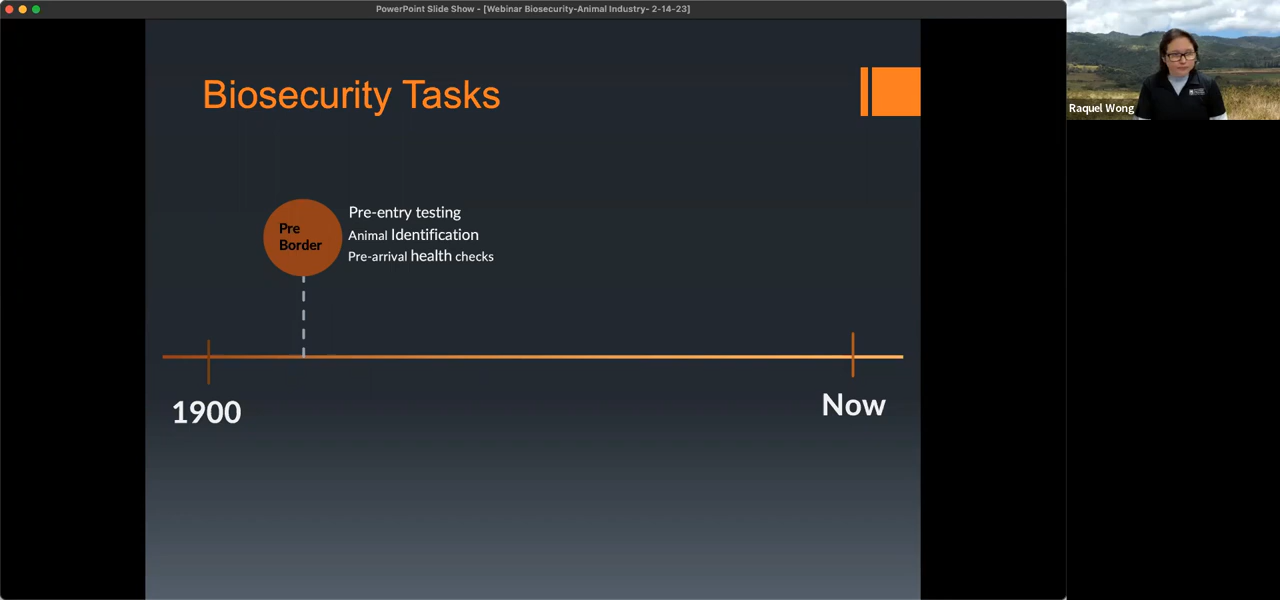 PowerPoint Slide Show - [Webinar Biosecurity-Animal Industry- 2-14-23]
Biosecurity Tasks
Pre
Border
Pre-entry testing
Animal Identification
Pre-arrival health checks
1900
Now
Raquel Wong